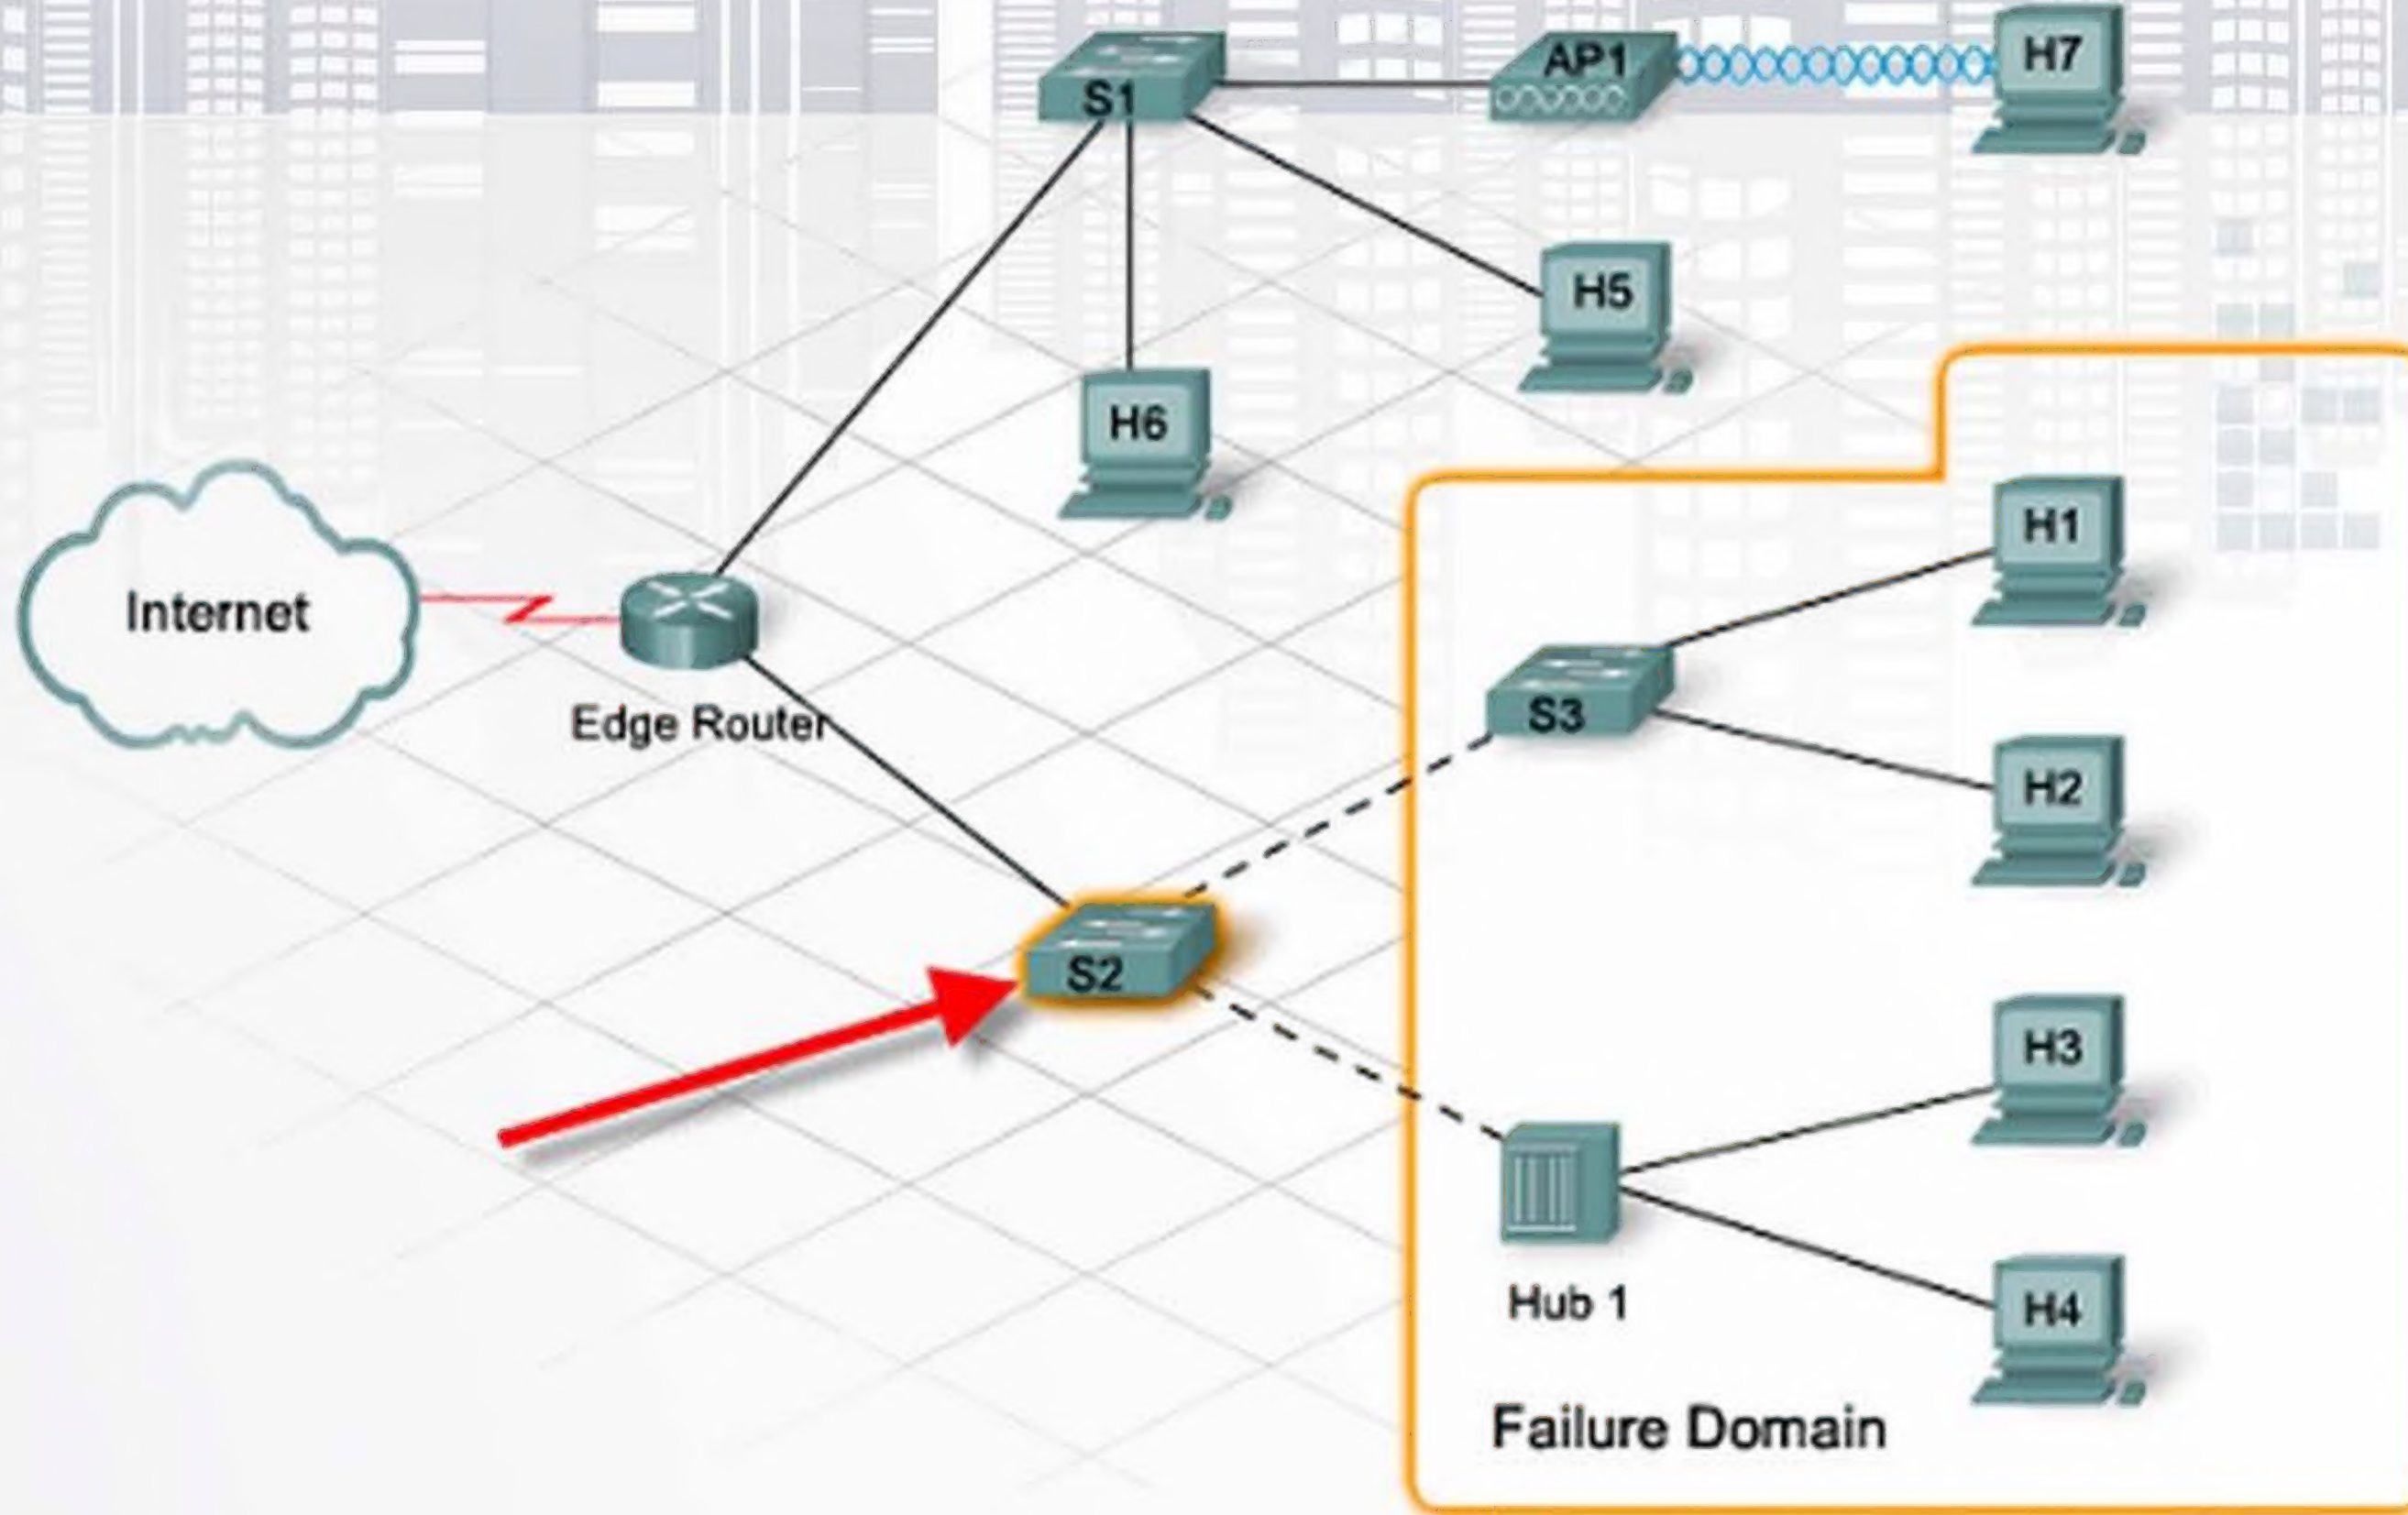 S1
AP1
H7
H5
H6
Internet
Edge Router
H1
S3
H2
S2
H3
Hub 1
H4
Failure Domain